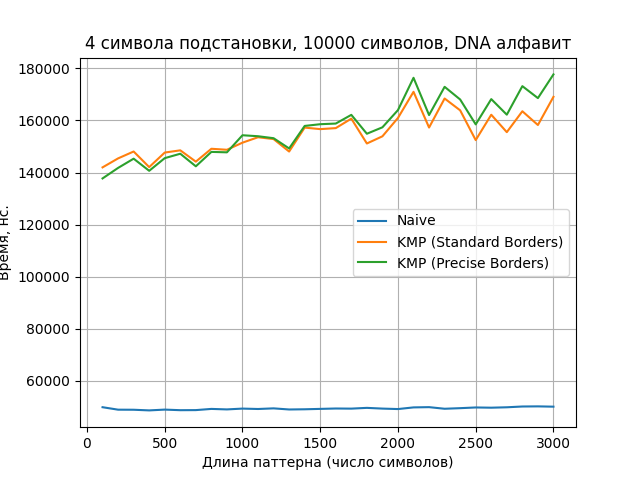 4 символа подстановки, 10000 символов, DNA алфавит
180000
160000
140000
120000
100000
80000
60000
Время, нс.
Naive
KMP (Standard Borders)
KMP (Precise Borders)
0 500 1000 1500 2000 2500 3000
Длина паттерна (число символов)